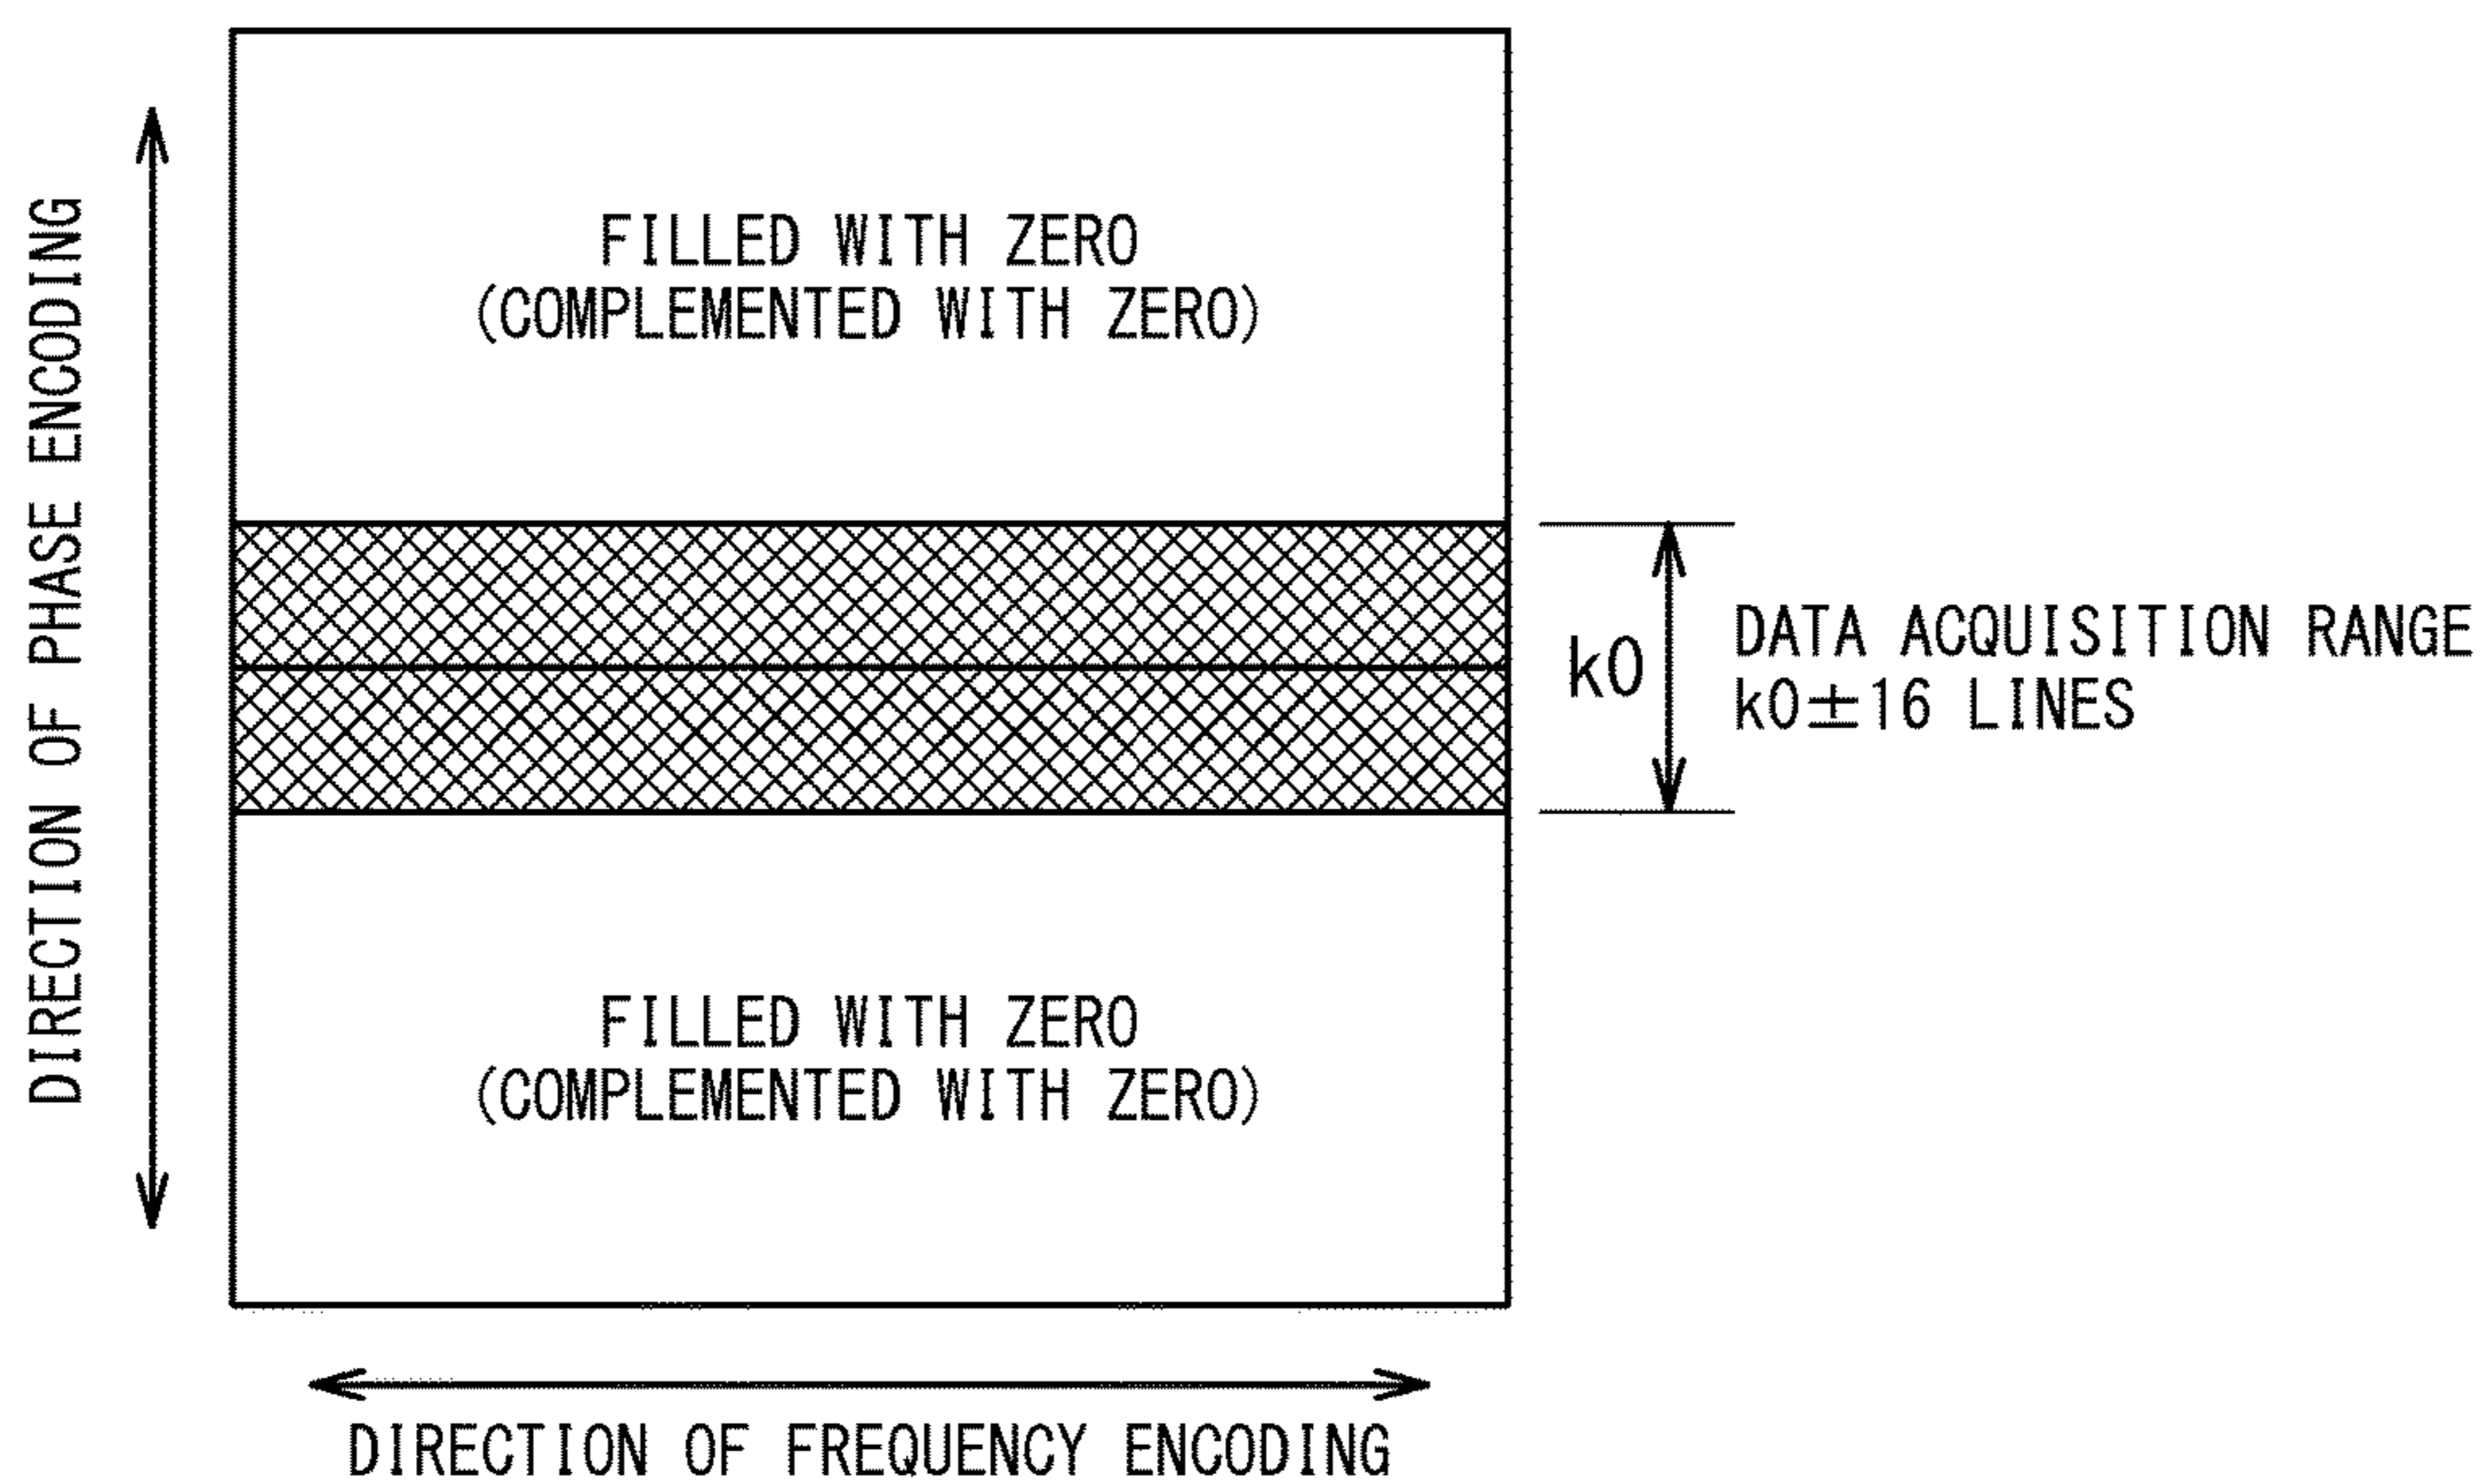 DIRECTION OF PHASE ENCODING
FILLED WITH ZERO
(COMPLEMENTED WITH ZERO)
k0
DATA ACQUISITION RANGE
k0±16 LINES
FILLED WITH ZERO
(COMPLEMENTED WITH ZERO)
DIRECTION OF FREQUENCY ENCODING